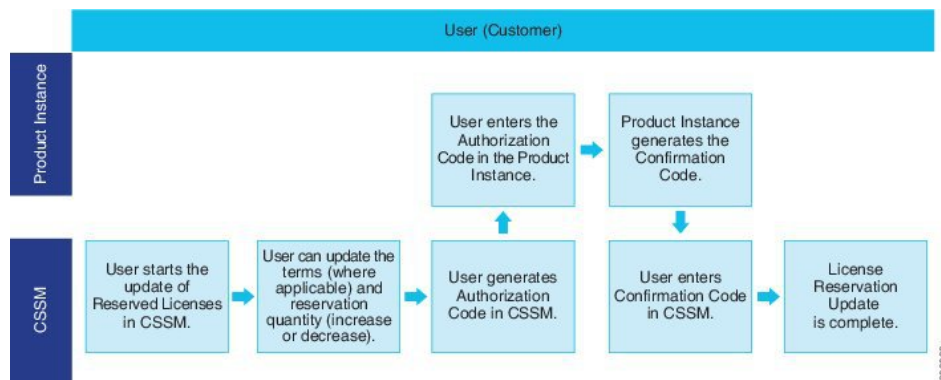 User (Customer)
Product Instance
User enters the
Authorization
Code in the Product
Instance.
Product Instance
generates the
Confirmation
Code.
CSSM
User starts the
update of
Reserved Licenses
in CSSM.
User can update the
terms (where
applicable) and
reservation
quantity (increase
or decrease).
User generates
Authorization
Code in CSSM.
User enters
Confirmation Code
in CSSM.
License
Reservation
Update
is complete.